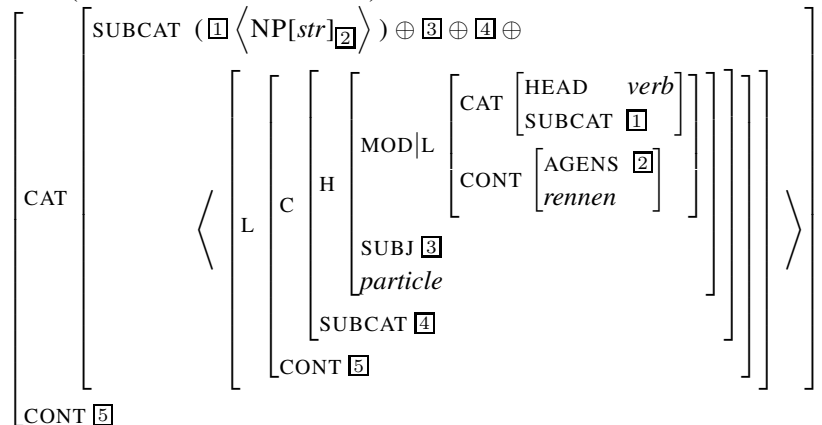 SUBCAT ( 1 ⟨ NP[str] 2 ⟩ ) ⊕ 3 ⊕ 4 ⊕
CAT [ HEAD verb
SUBCAT 1 ]
MOD|L
CONT [ AGENS 2
rennen ]
H
C
CAT
L
SUBJ 3
particle
SUBCAT 4
CONT 5
CONT 5